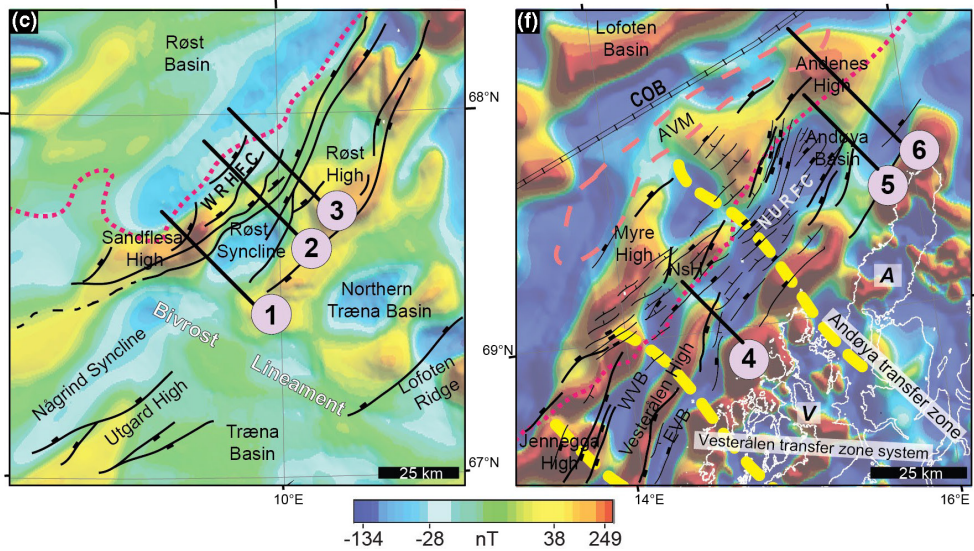 (c)
Røst
Basin
68°N
WRHFC
Røst
High
3
Sandflesa
High
Røst
Syncline
2
1
Northern
Træna Basin
Bivrost
Lineament
Någrind Syncline
Utgard High
Træna
Basin
Lofoten
Ridge
25 km
67°N
10°E
(f)
Lofoten
Basin
COB
AVM
Andenes
High
Andøya
Basin
6
5
NURFC
Myre
High
NsH
A
4
69°N
Andøya transfer
zone
WVB
Vesterålen High
EVB
V
Jennegga
High
Vesterålen transfer zone system
25 km
14°E
16°E
-134
-28
nT
38
249